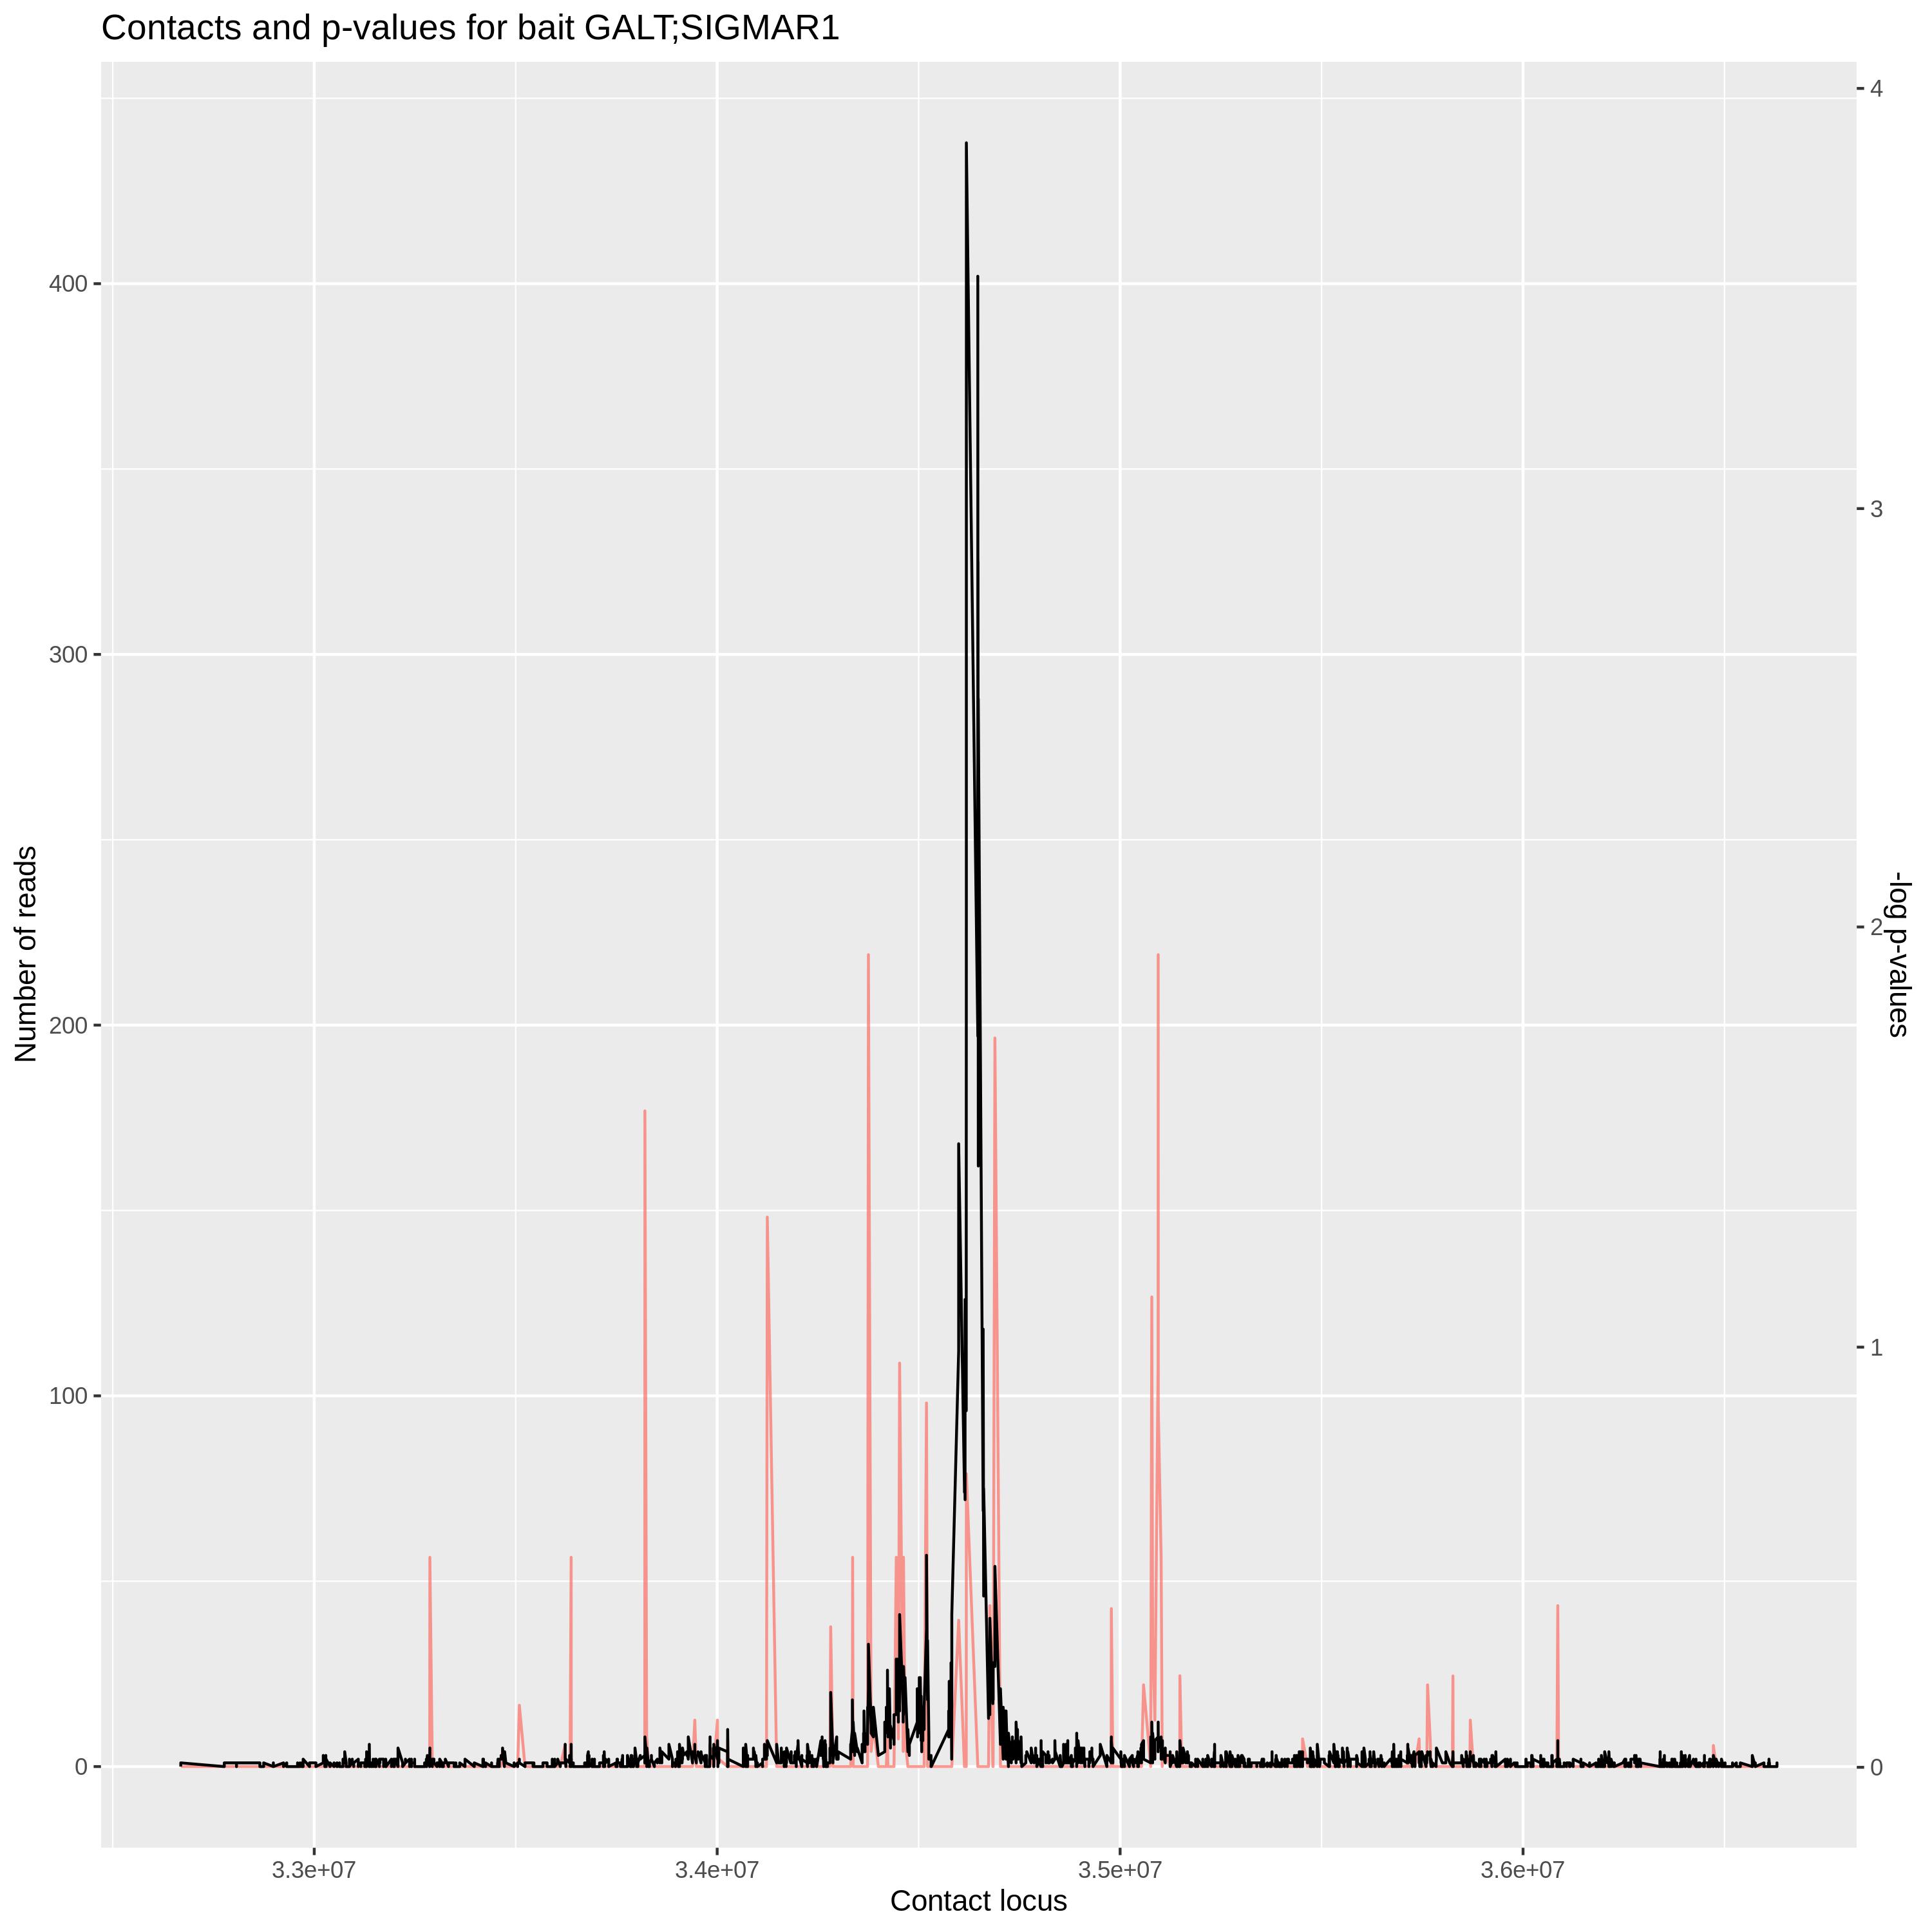 Contacts and p-values for bait GALT;SIGMAR1
Number of reads
400
300
200
100
0
4
3
2
1
0
-log p-values
3.3e+07 3.4e+07 3.5e+07 3.6e+07
Contact locus